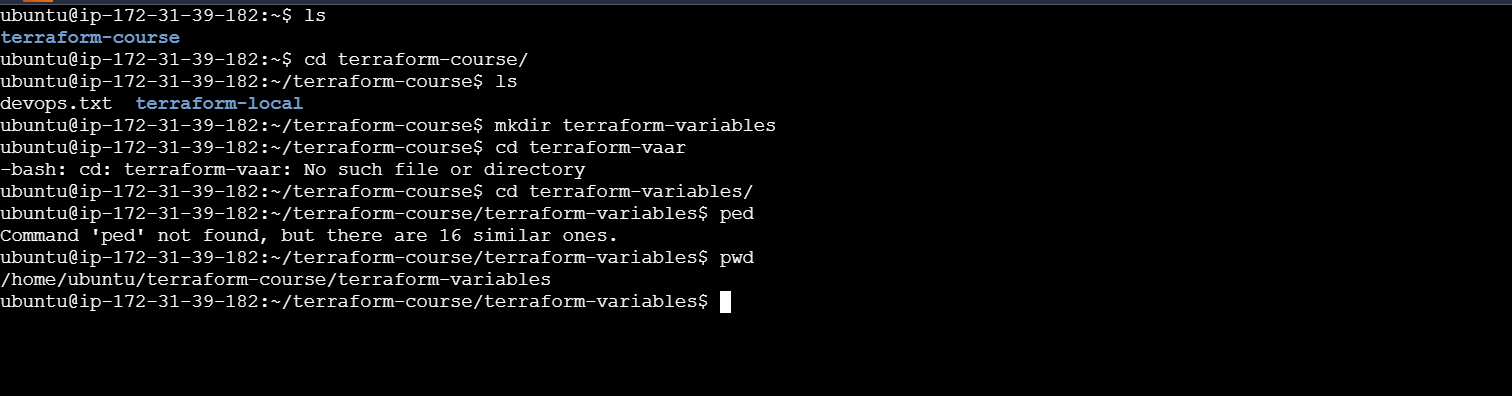 ubuntu@ip-172-31-39-182:~$ ls
terraform-course
ubuntu@ip-172-31-39-182:~$ cd terraform-course/
ubuntu@ip-172-31-39-182:~/terraform-course$ ls
devops.txt  terraform-local
ubuntu@ip-172-31-39-182:~/terraform-course$ mkdir terraform-variables
ubuntu@ip-172-31-39-182:~/terraform-course$ cd terraform-vaar
-bash: cd: terraform-vaar: No such file or directory
ubuntu@ip-172-31-39-182:~/terraform-course$ cd terraform-variables/
ubuntu@ip-172-31-39-182:~/terraform-course/terraform-variables$ ped
Command 'ped' not found, but there are 16 similar ones.
ubuntu@ip-172-31-39-182:~/terraform-course/terraform-variables$ pwd
/home/ubuntu/terraform-course/terraform-variables
ubuntu@ip-172-31-39-182:~/terraform-course/terraform-variables$